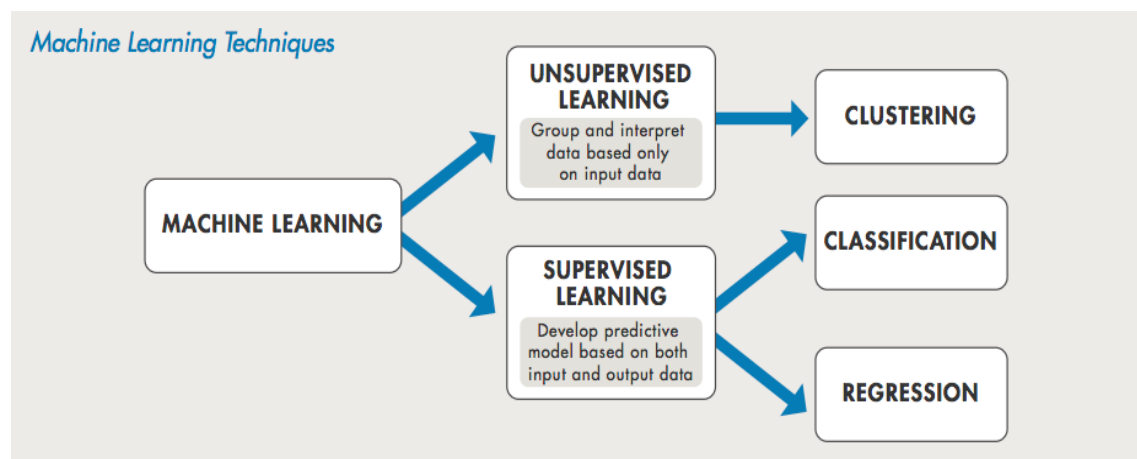 Machine Learning Techniques
UNSUPERVISED
LEARNING
Group and interpret
data based only
on input data
CLUSTERING
MACHINE LEARNING
SUPERVISED
LEARNING
Develop predictive
model based on both
input and output data
CLASSIFICATION
REGRESSION